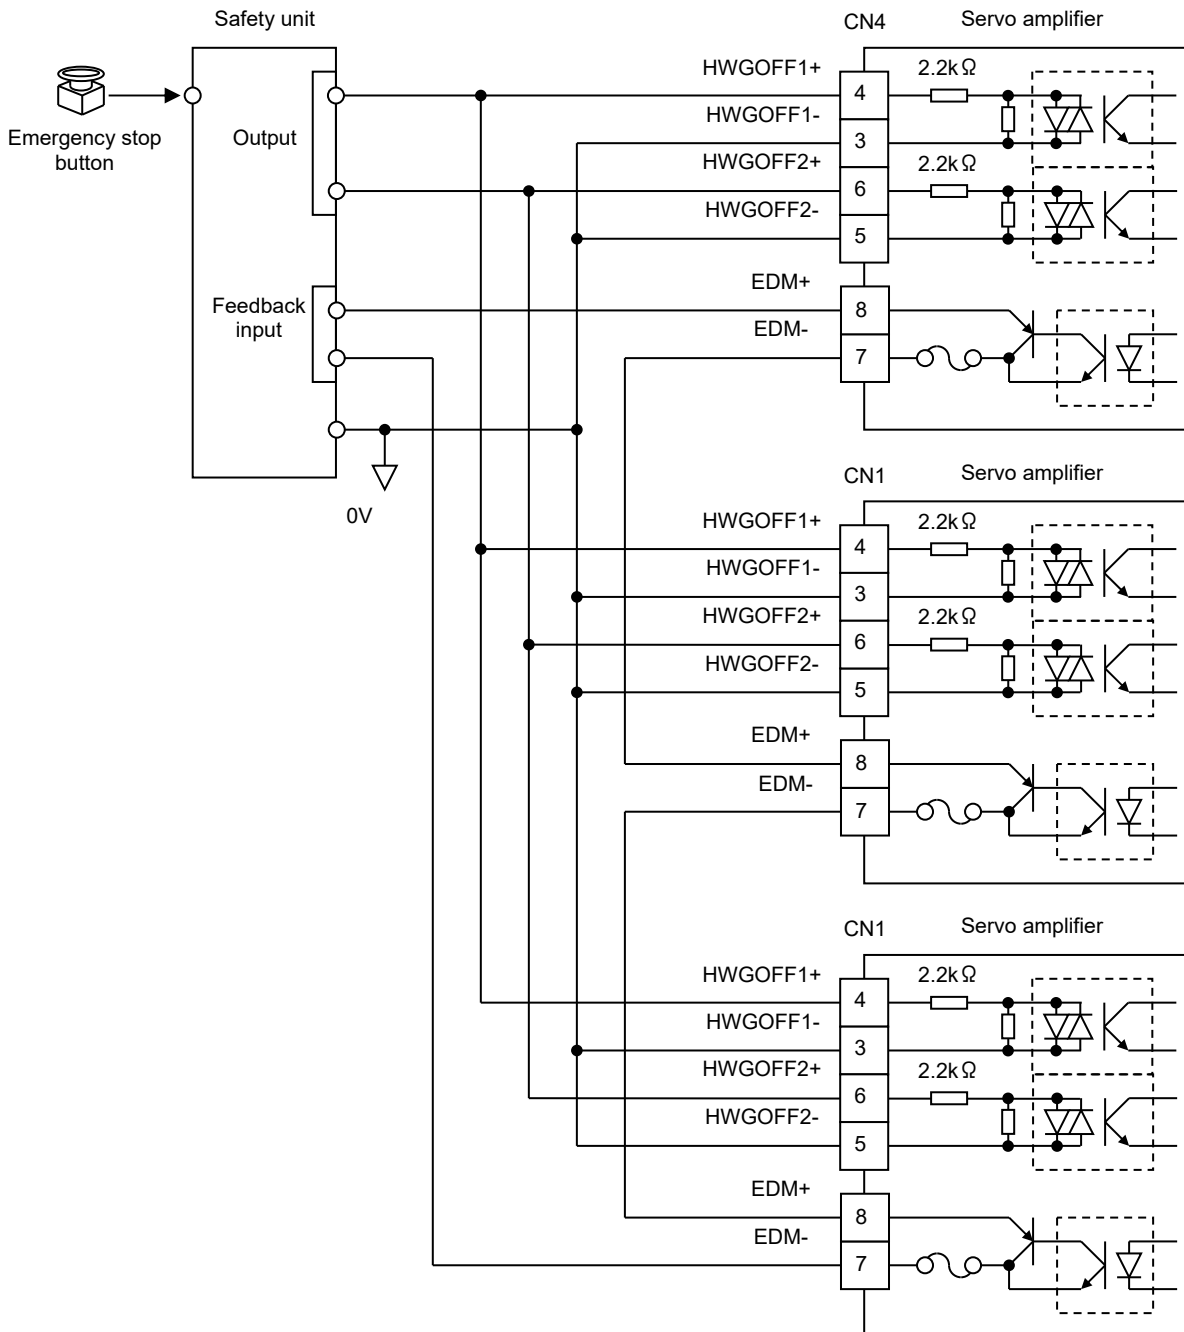 Safety unit
CN4
Servo amplifier
Emergency stop
button
Output
Feedback
input
0V
HWGOFF1+
4
2.2kΩ
HWGOFF1-
3
HWGOFF2+
6
2.2kΩ
HWGOFF2-
5
EDM+
8
EDM-
7
CN1
Servo amplifier
HWGOFF1+
4
2.2kΩ
HWGOFF1-
3
HWGOFF2+
6
2.2kΩ
HWGOFF2-
5
EDM+
8
EDM-
7
CN1
Servo amplifier
HWGOFF1+
4
2.2kΩ
HWGOFF1-
3
HWGOFF2+
6
2.2kΩ
HWGOFF2-
5
EDM+
8
EDM-
7